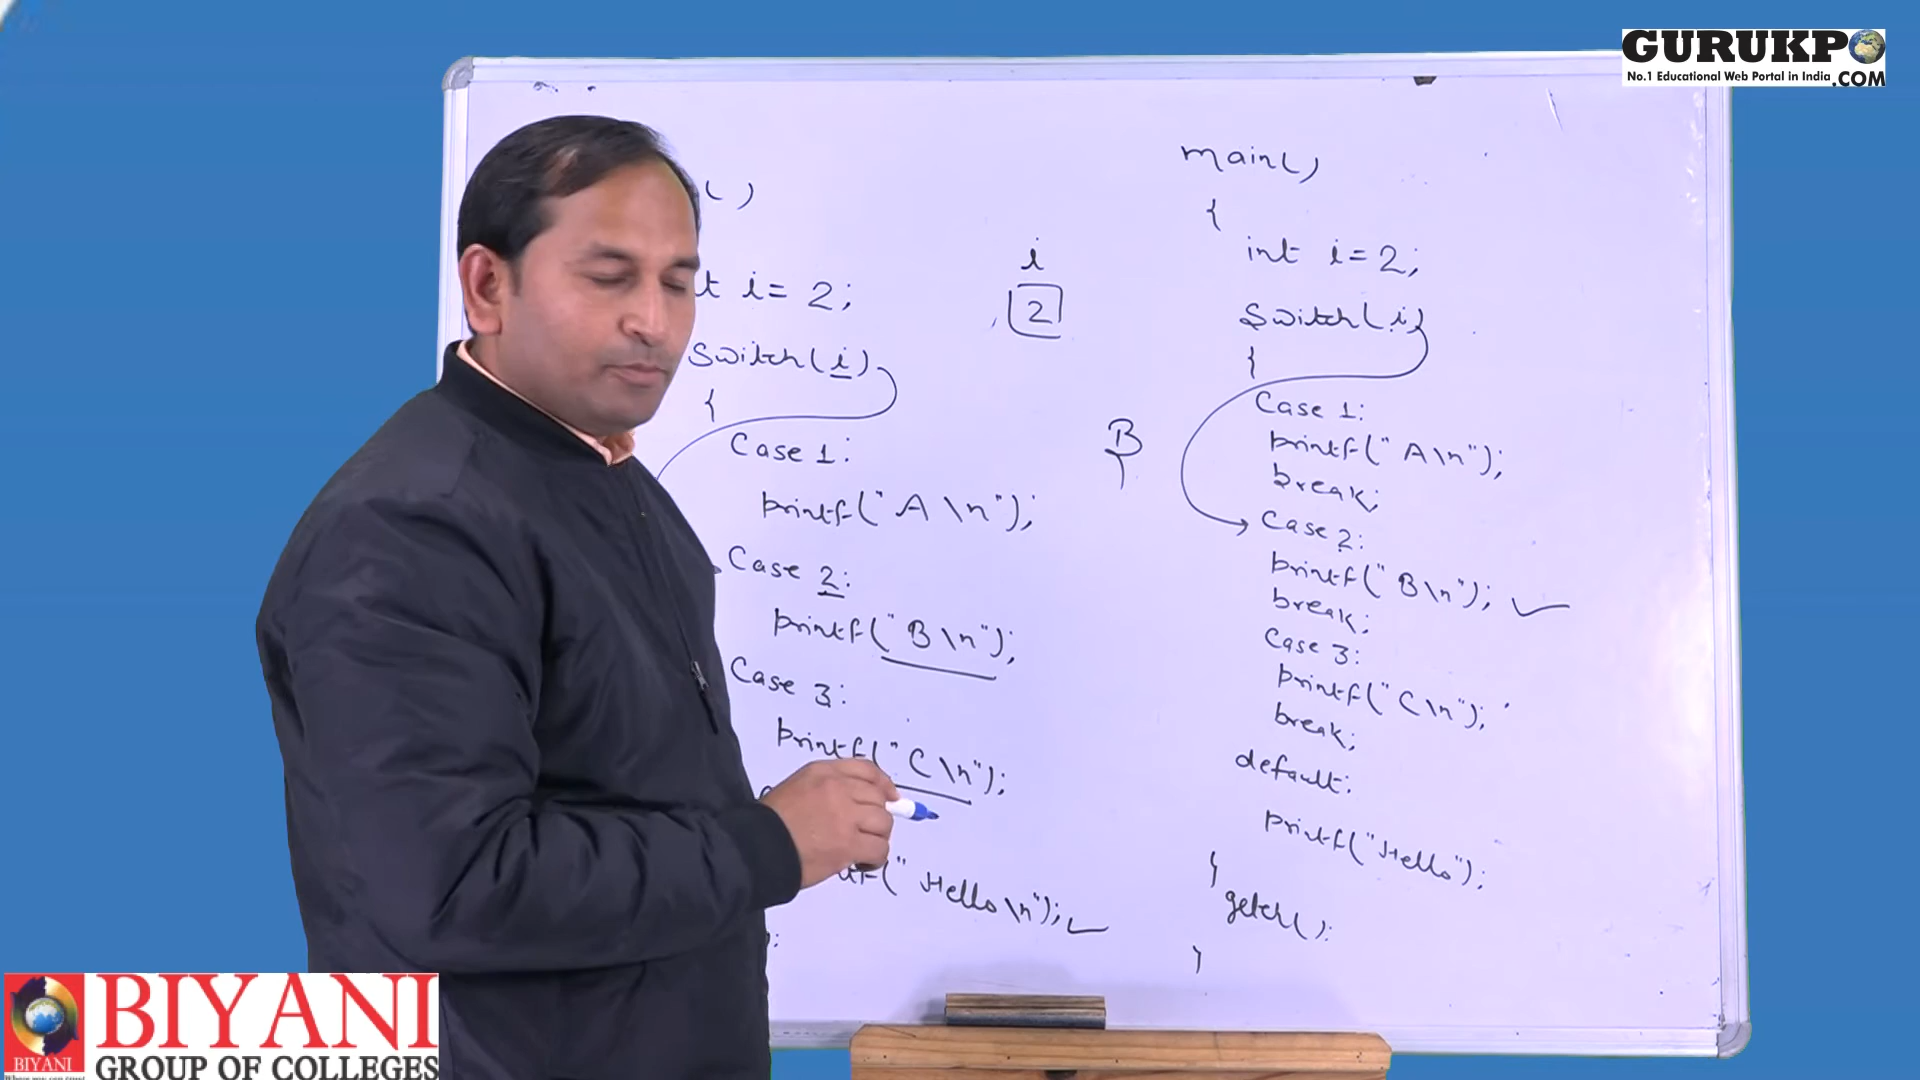 GURUKPO
No.1 Educational Web Portal in India .COM
()
t i = 2;
Switch(i)
{
Case 1:
printf("A\n");
Case 2:
printf("B\n");
Case 3:
printf("C\n");
("Hello\n");
i
2
B
main()
{
int i = 2;
Switch(i)
{
Case 1:
printf("A\n");
break;
Case 2:
printf("B\n");
break;
Case 3:
printf("C\n");
break;
default:
printf("Hello");
}
getch();
}
BIYANI
BIYANI
GROUP OF COLLEGES